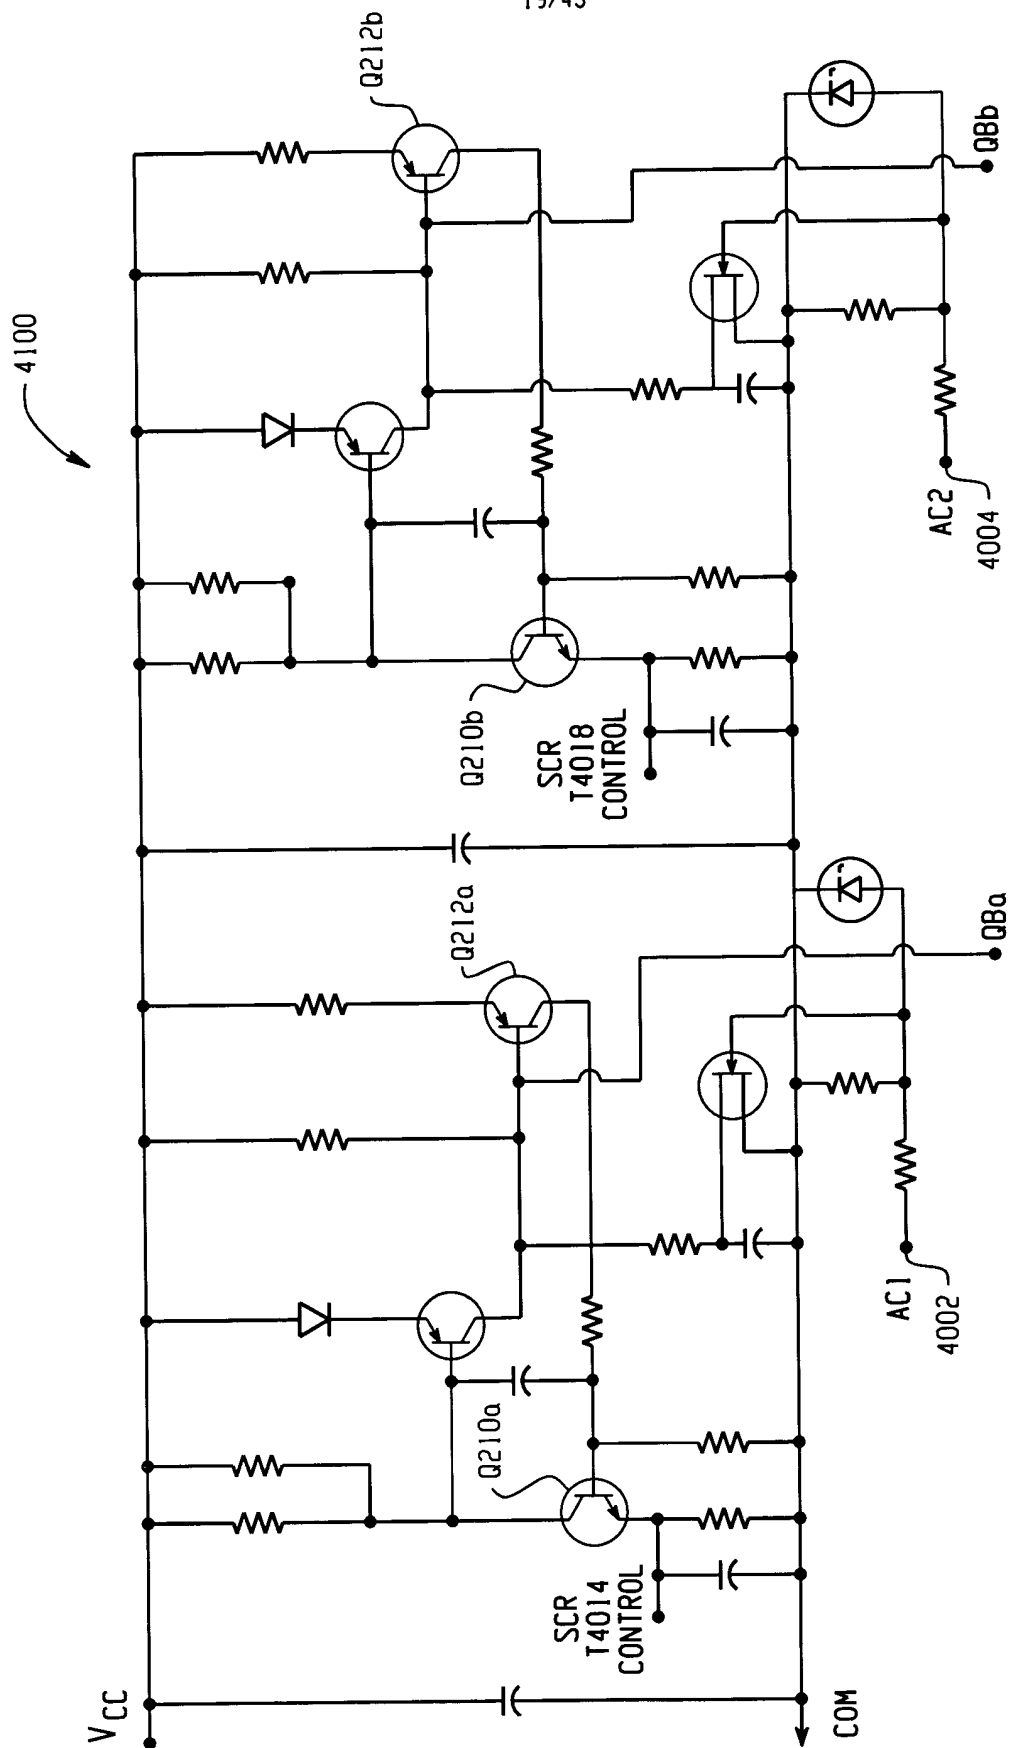 19/43
4100
VCC
SCR
T4014
CONTROL
COM
Q210a
Q212a
AC1
4002
QBa
Q210b
SCR
T4018
CONTROL
Q212b
AC2
4004
QBb